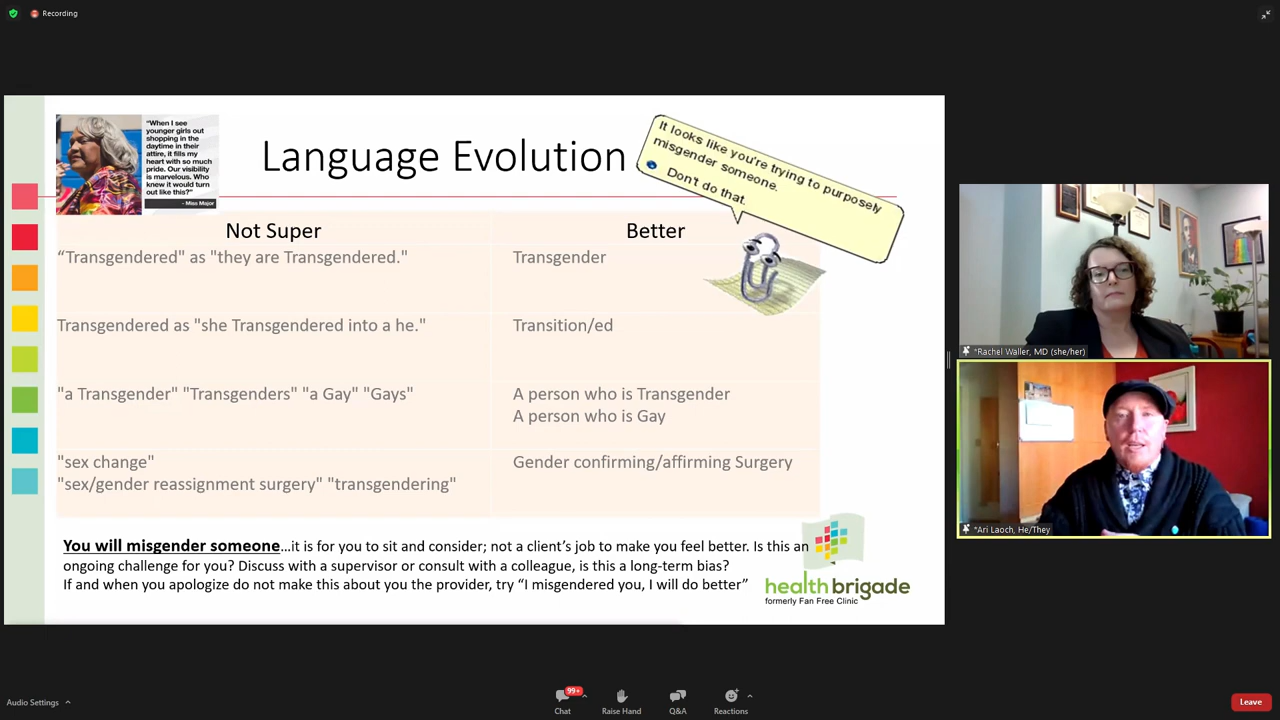 Recording
"When I see
younger girls out
shopping in the
daytime in their
attire, it fills my
heart with so much
pride. Our visibility
is marvelous. Who
knew it would turn
out like this?"
- Miss Major
Language Evolution
It looks like you're trying to purposely
misgender someone.
Don't do that.
Not Super
Better
“Transgendered" as "they are Transgendered."
Transgender
Transgendered as "she Transgendered into a he."
Transition/ed
"a Transgender" "Transgenders" "a Gay" "Gays"
A person who is Transgender
A person who is Gay
"sex change"
"sex/gender reassignment surgery" "transgendering"
Gender confirming/affirming Surgery
You will misgender someone…it is for you to sit and consider; not a client’s job to make you feel better. Is this an
ongoing challenge for you? Discuss with a supervisor or consult with a colleague, is this a long-term bias?
If and when you apologize do not make this about you the provider, try “I misgendered you, I will do better”
healthbrigade
formerly Fan Free Clinic
*Rachel Waller, MD (she/her)
*Ari Laoch, He/They
Audio Settings
99+
Chat
Raise Hand
Q&A
Reactions
Leave